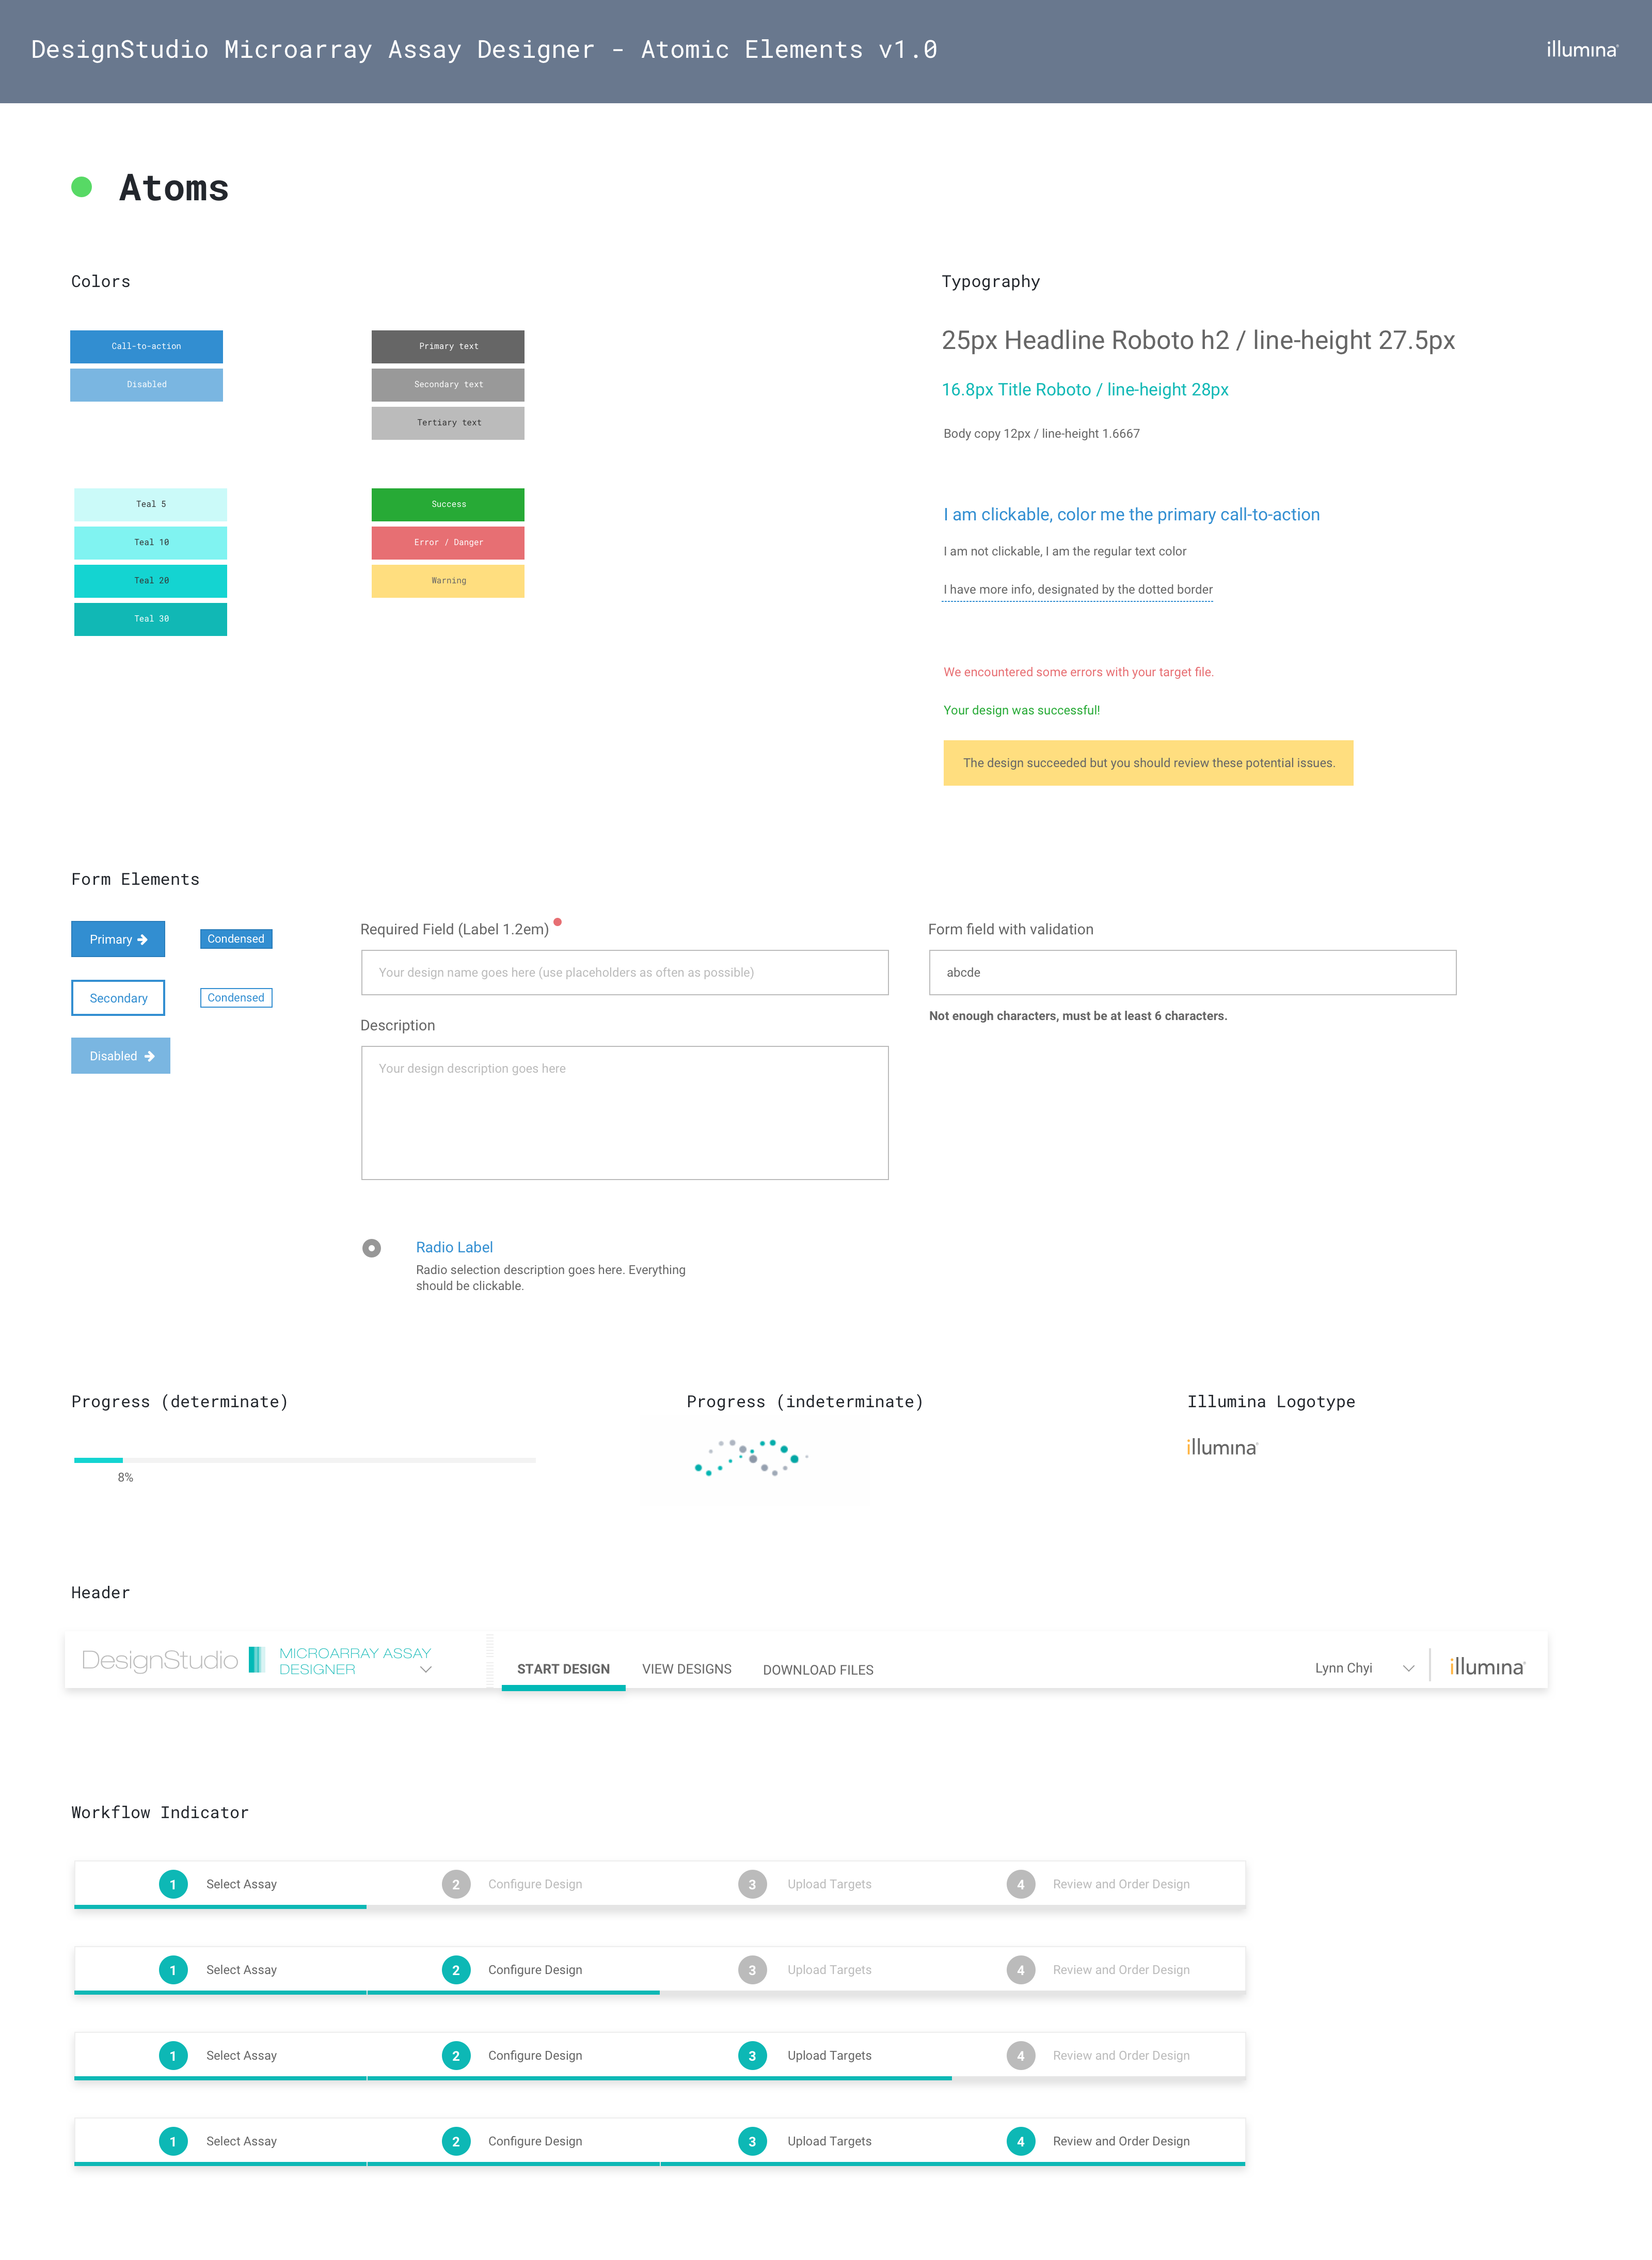 DesignStudio Microarray Assay Designer - Atomic Elements v1.0
illumina
Atoms
Colors
Call-to-action
Disabled
Primary text
Secondary text
Tertiary text
Teal 5
Teal 10
Teal 20
Teal 30
Success
Error / Danger
Warning
Typography
25px Headline Roboto h2 / line-height 27.5px
16.8px Title Roboto / line-height 28px
Body copy 12px / line-height 1.6667
I am clickable, color me the primary call-to-action
I am not clickable, I am the regular text color
I have more info, designated by the dotted border
We encountered some errors with your target file.
Your design was successful!
The design succeeded but you should review these potential issues.
Form Elements
Primary
Condensed
Secondary
Condensed
Disabled
Required Field (Label 1.2em)
Your design name goes here (use placeholders as often as possible)
Description
Your design description goes here
Form field with validation
abcde
Not enough characters, must be at least 6 characters.
Radio Label
Radio selection description goes here. Everything
should be clickable.
Progress (determinate)
8%
Progress (indeterminate)
Illumina Logotype
illumina
Header
DesignStudio
MICROARRAY ASSAY
DESIGNER
START DESIGN
VIEW DESIGNS
DOWNLOAD FILES
Lynn Chyi
illumina
Workflow Indicator
1 Select Assay 2 Configure Design 3 Upload Targets 4 Review and Order Design
1 Select Assay 2 Configure Design 3 Upload Targets 4 Review and Order Design
1 Select Assay 2 Configure Design 3 Upload Targets 4 Review and Order Design
1 Select Assay 2 Configure Design 3 Upload Targets 4 Review and Order Design